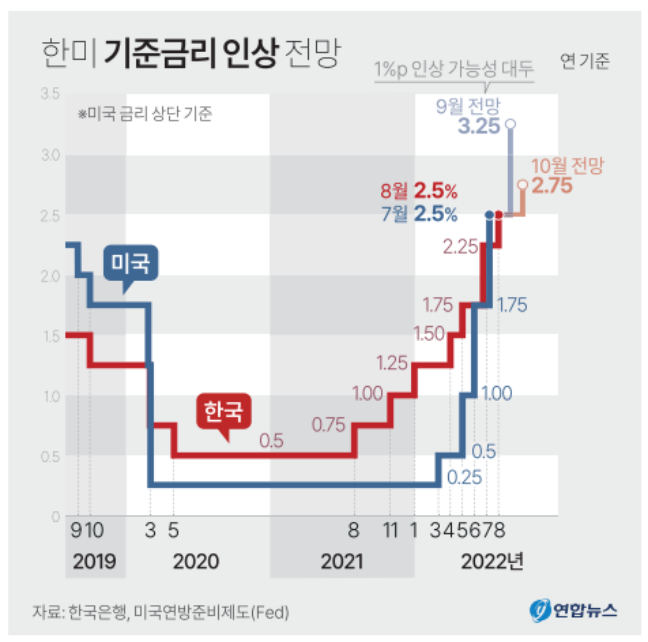 한미 기준금리 인상 전망
1%p 인상 가능성 대두
연 기준
※미국 금리 상단 기준
3.5
3.0
2.5
2.0
1.5
1.0
0.5
0
9월 전망
3.25
10월 전망
2.75
8월 2.5%
7월 2.5%
2.25
미국
1.75
1.75
1.50
1.25
1.00
1.00
한국
0.75
0.5
0.5
0.25
9 10 3 5 8 11 1 3 4 5 6 7 8
2019 2020 2021 2022년
자료: 한국은행, 미국연방준비제도(Fed)
연합뉴스